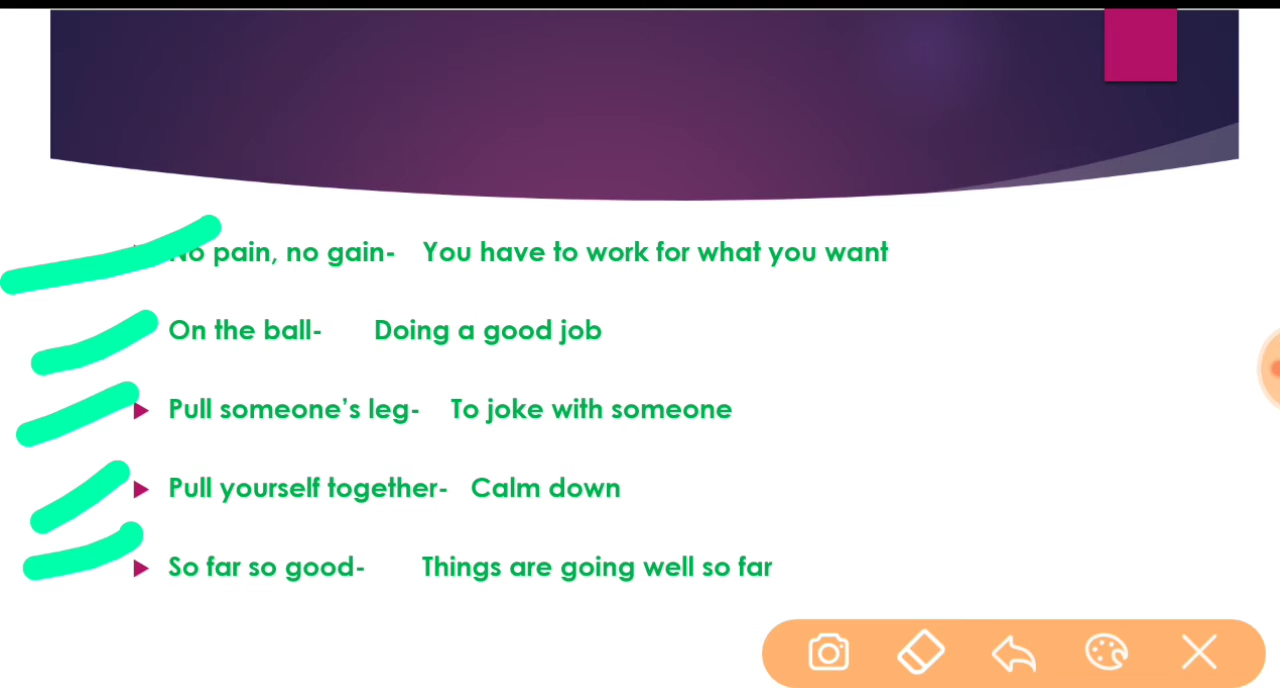 No pain, no gain- You have to work for what you want
On the ball- Doing a good job
Pull someone's leg- To joke with someone
Pull yourself together- Calm down
So far so good- Things are going well so far